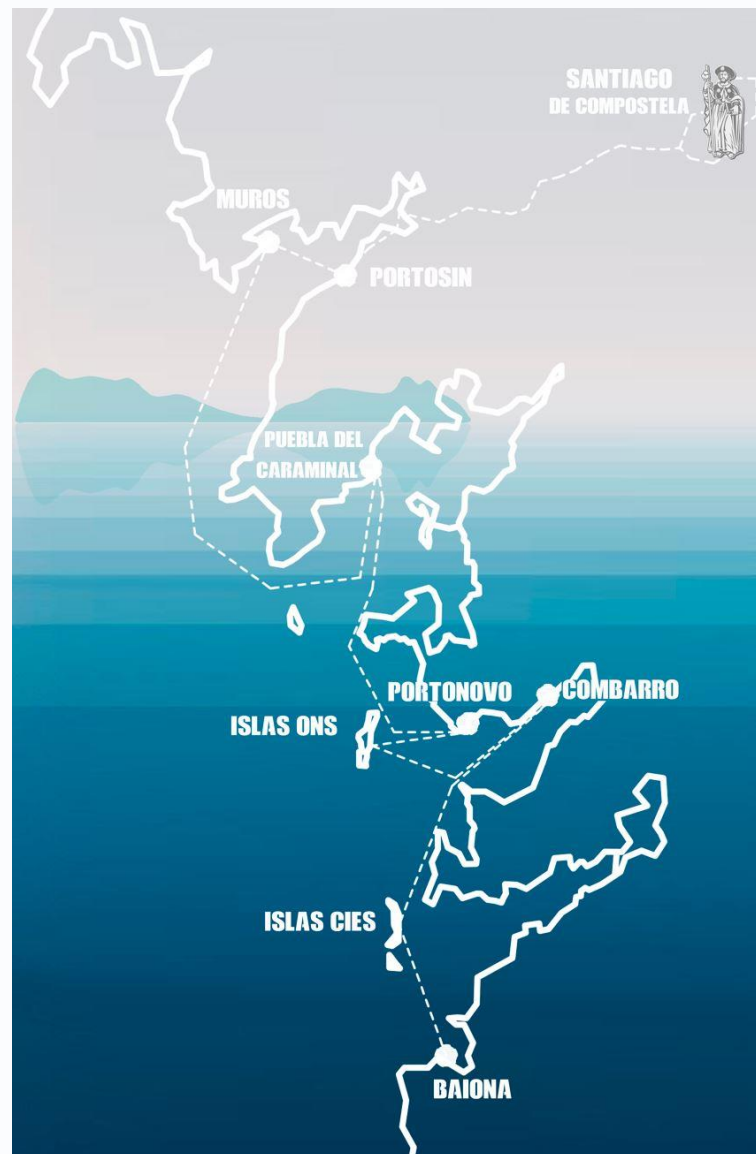 SANTIAGO
DE COMPOSTELA
MUROS
PORTOSIN
PUEBLA DEL
CARAMINAL
PORTONOVO
COMBARRO
ISLAS ONS
ISLAS CIES
BAIONA